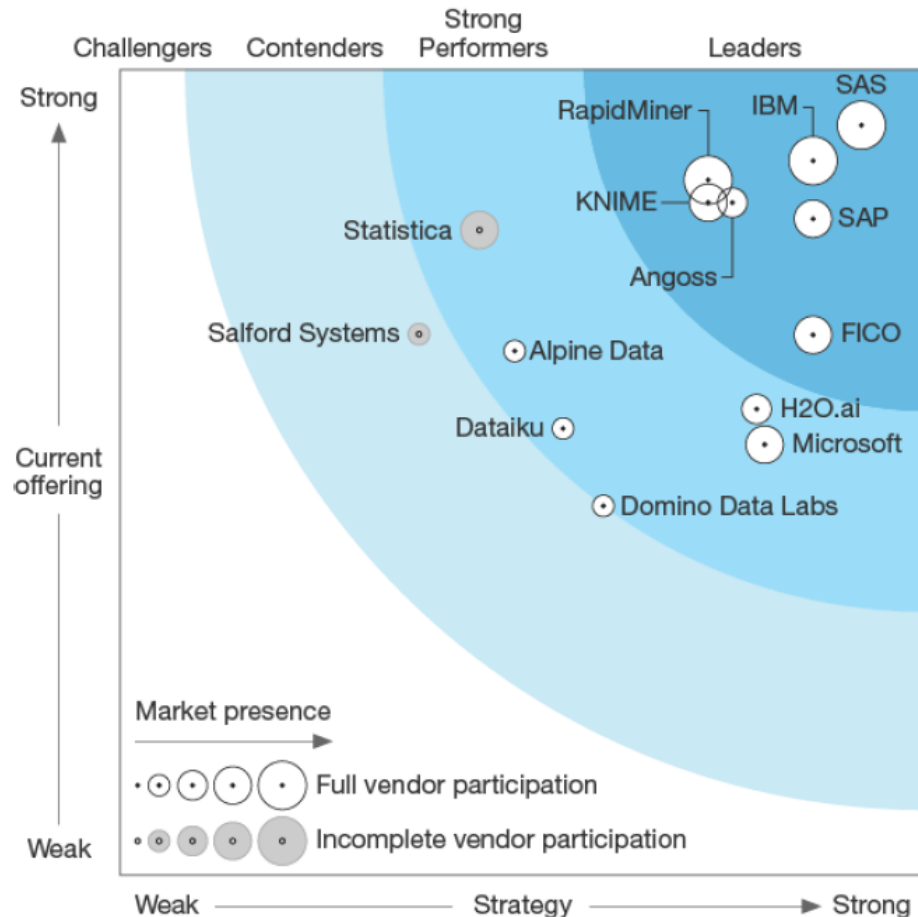 Strong
Challengers Contenders Performers Leaders
Strong
SAS
IBM
RapidMiner
KNIME
SAP
Statistica
Angoss
Salford Systems
FICO
Alpine Data
H2O.ai
Dataiku
Microsoft
Current
offering
Domino Data Labs
Market presence
Full vendor participation
Incomplete vendor participation
Weak
Weak Strategy Strong